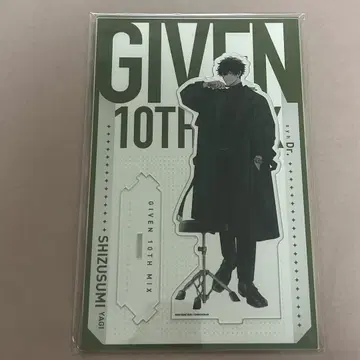 GIVEN
10TH
Dr.
GIVEN 10TH MIX
SHIZUSUMI YAGI